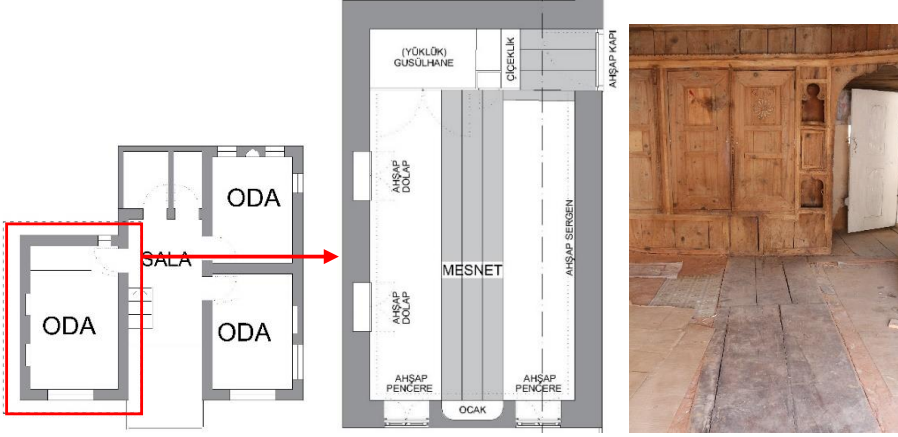 ODA
SALA
ODA
ODA
(YÜKLÜK)
GUSÜLHANE
ÇİÇEKLİK
AHŞAP KAPI
AHŞAP
DOLAP
AHŞAP SERGEN
MESNET
AHŞAP
DOLAP
AHŞAP
PENCERE
OCAK
AHŞAP
PENCERE